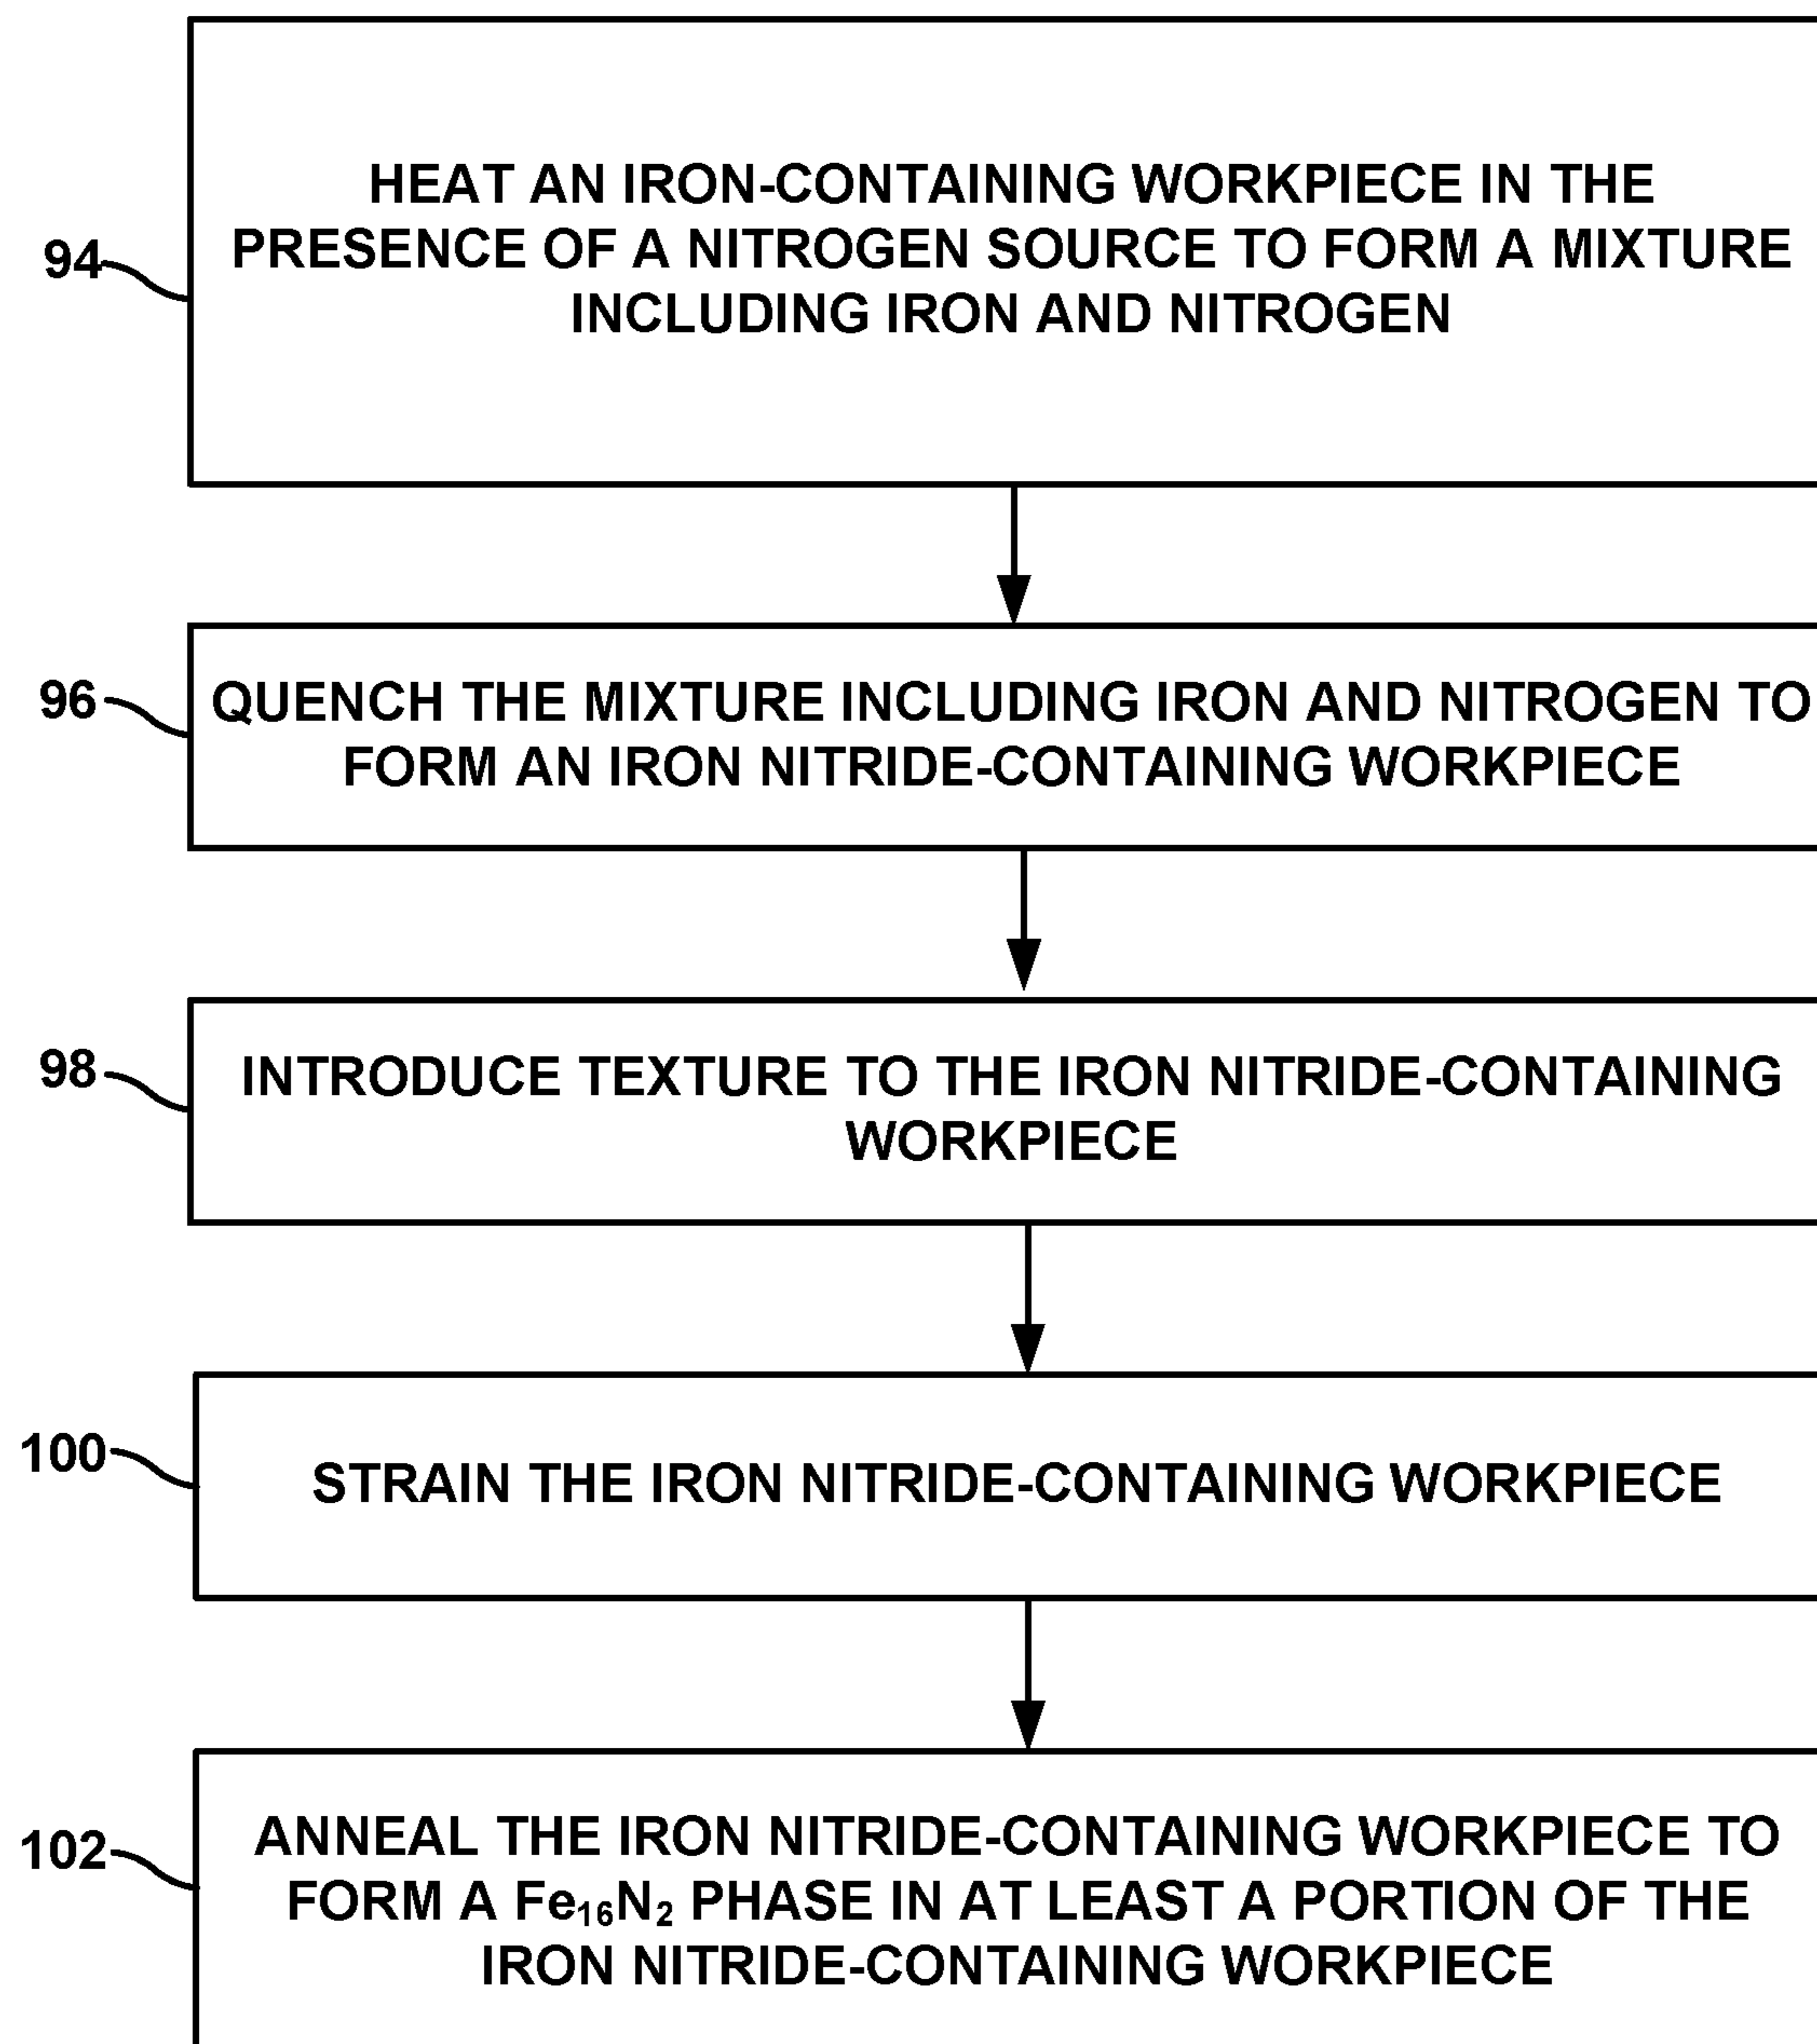 94
HEAT AN IRON-CONTAINING WORKPIECE IN THE
PRESENCE OF A NITROGEN SOURCE TO FORM A MIXTURE
INCLUDING IRON AND NITROGEN
96
QUENCH THE MIXTURE INCLUDING IRON AND NITROGEN TO
FORM AN IRON NITRIDE-CONTAINING WORKPIECE
98
INTRODUCE TEXTURE TO THE IRON NITRIDE-CONTAINING
WORKPIECE
100
STRAIN THE IRON NITRIDE-CONTAINING WORKPIECE
102
ANNEAL THE IRON NITRIDE-CONTAINING WORKPIECE TO
FORM A Fe₁₆N₂ PHASE IN AT LEAST A PORTION OF THE
IRON NITRIDE-CONTAINING WORKPIECE